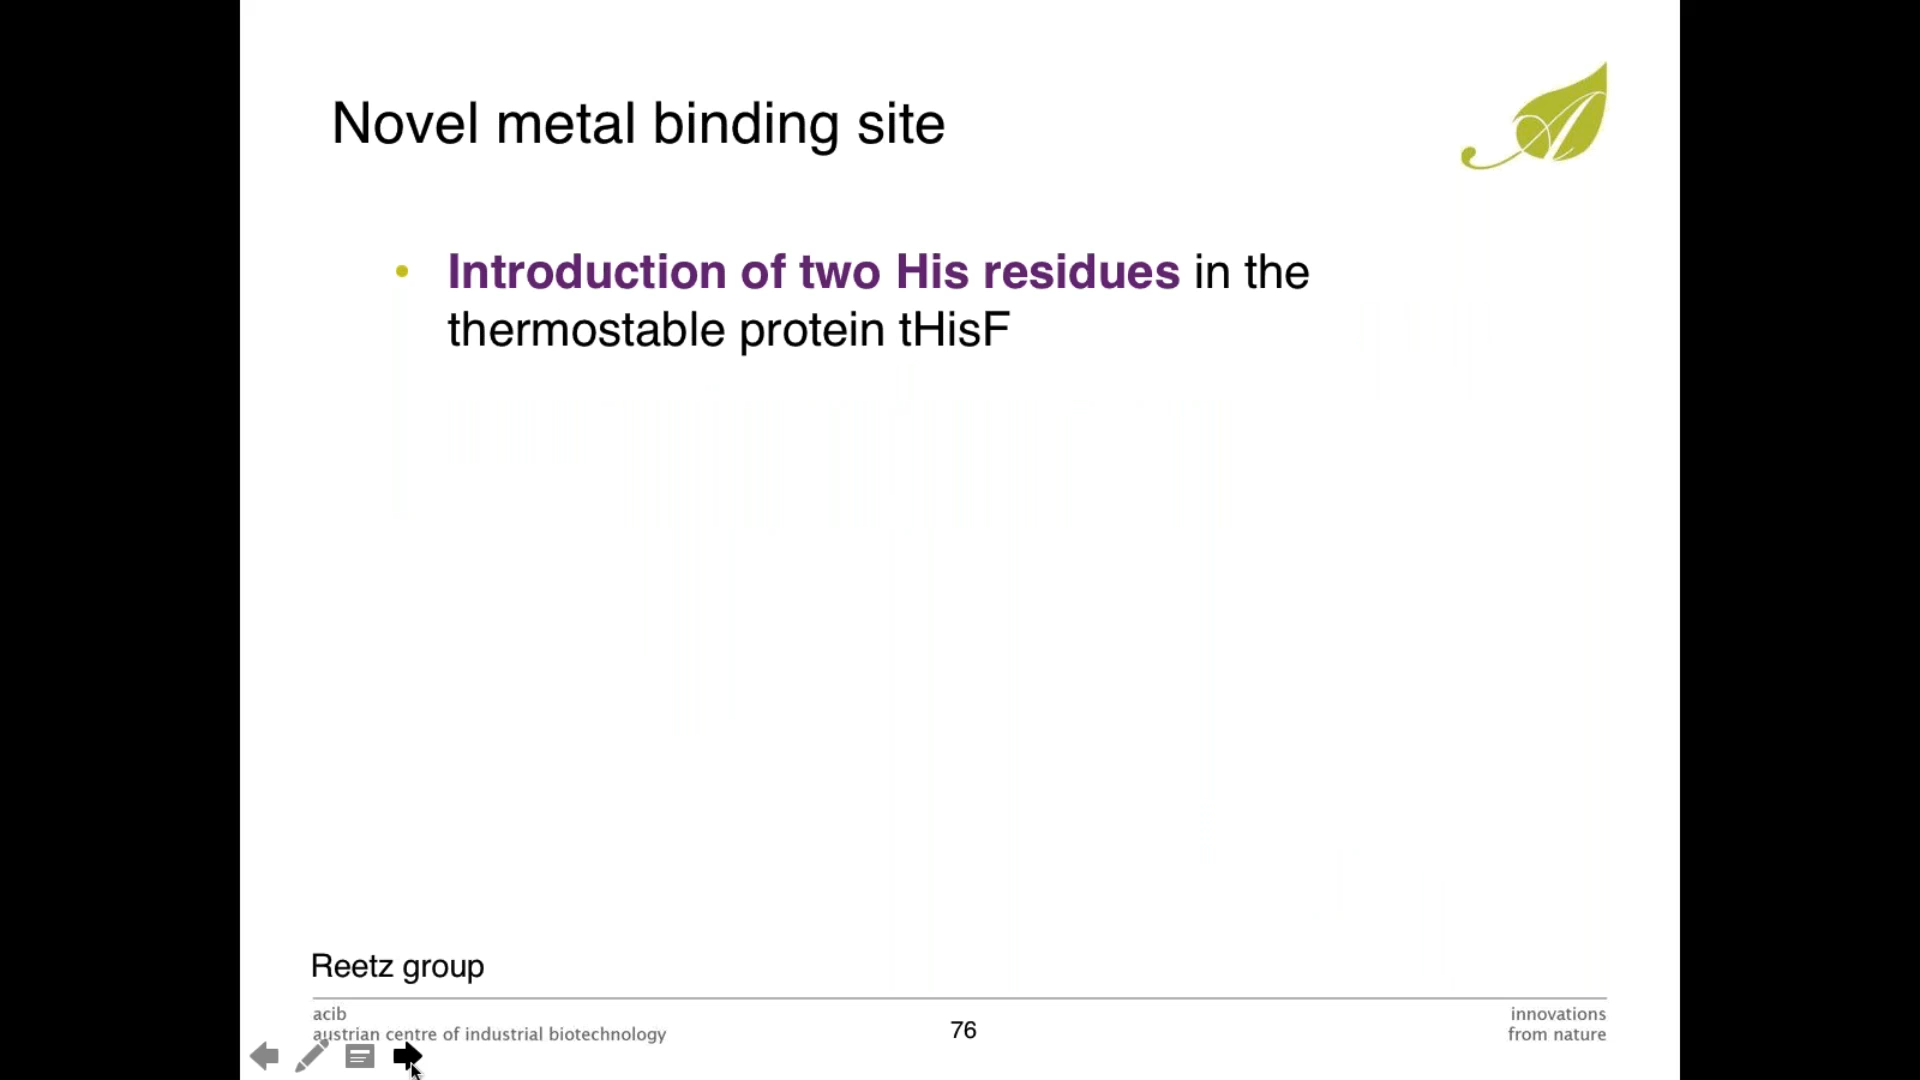 Novel metal binding site
• Introduction of two His residues in the
thermostable protein tHisF
Reetz group
acib
austrian centre of industrial biotechnology
76
innovations
from nature